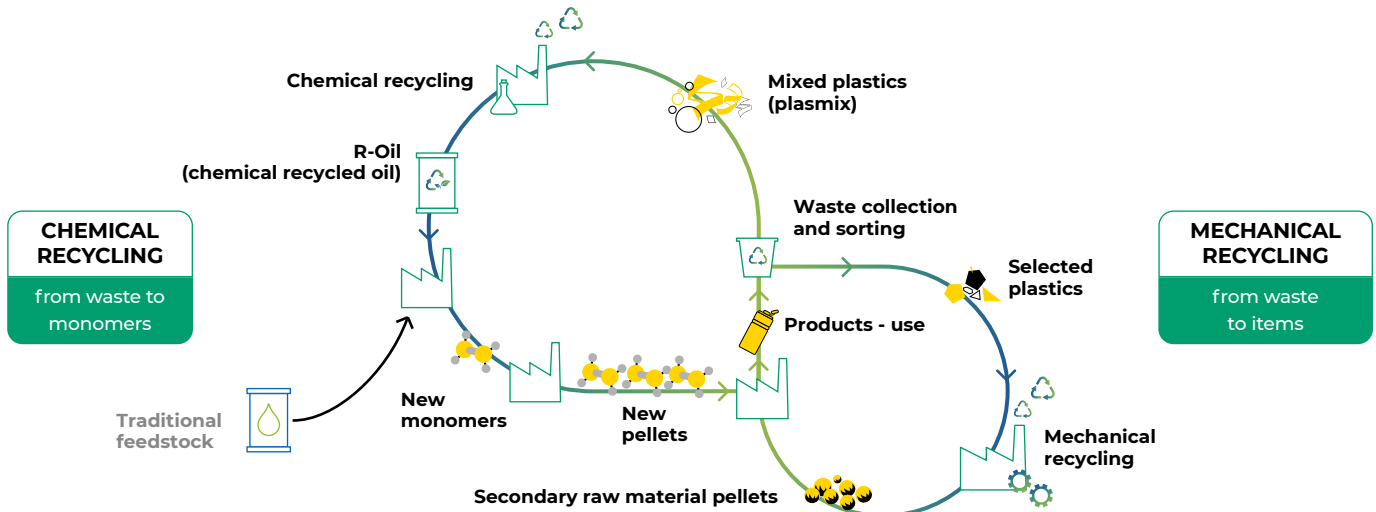 Chemical recycling
Mixed plastics
(plasmix)
R-Oil
(chemical recycled oil)
CHEMICAL
RECYCLING
from waste to
monomers
Waste collection
and sorting
MECHANICAL
RECYCLING
from waste
to items
Selected
plastics
Products - use
Traditional
feedstock
New
monomers
New
pellets
Mechanical
recycling
Secondary raw material pellets